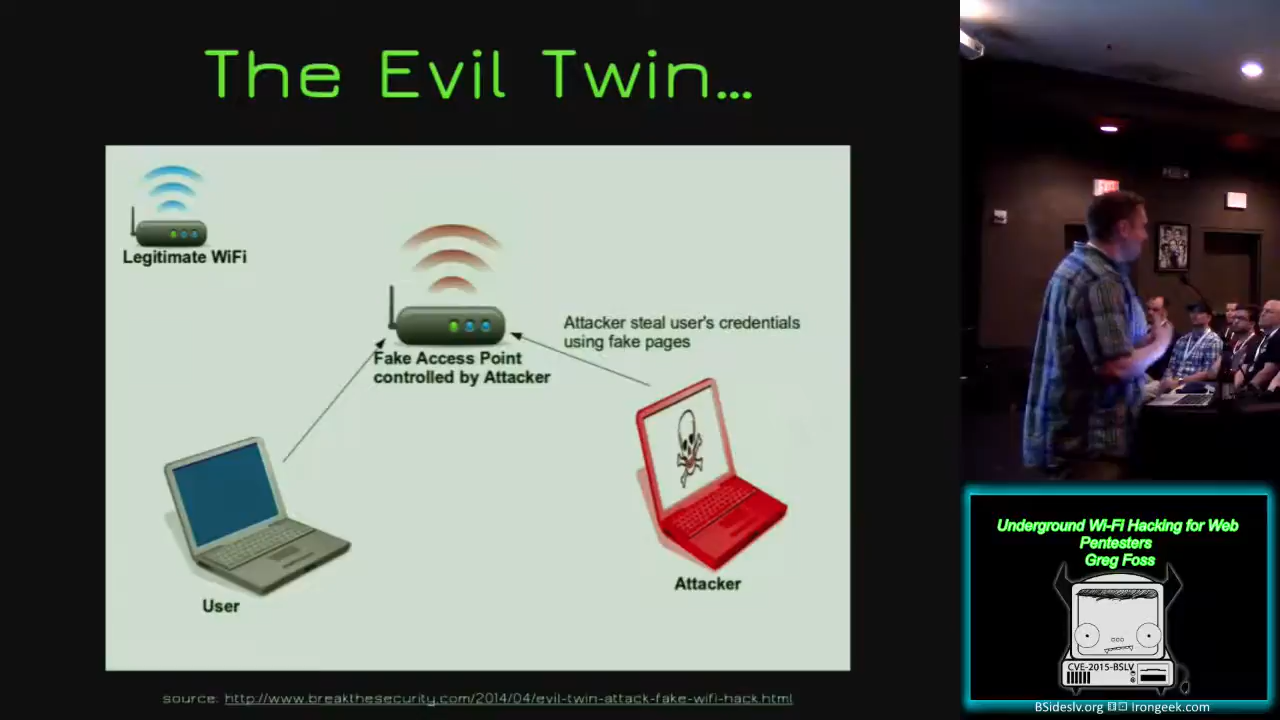 The Evil Twin...
Legitimate WiFi
Attacker steal user's credentials
using fake pages
Fake Access Point
controlled by Attacker
User
Attacker
source: http://www.breakthesecurity.com/2014/04/evil-twin-attack-fake-wifi-hack.html
EXIT
Underground Wi-Fi Hacking for Web
Pentesters
Greg Foss
CVE-2015-BSLV
BSideslv.org Irongeek.com